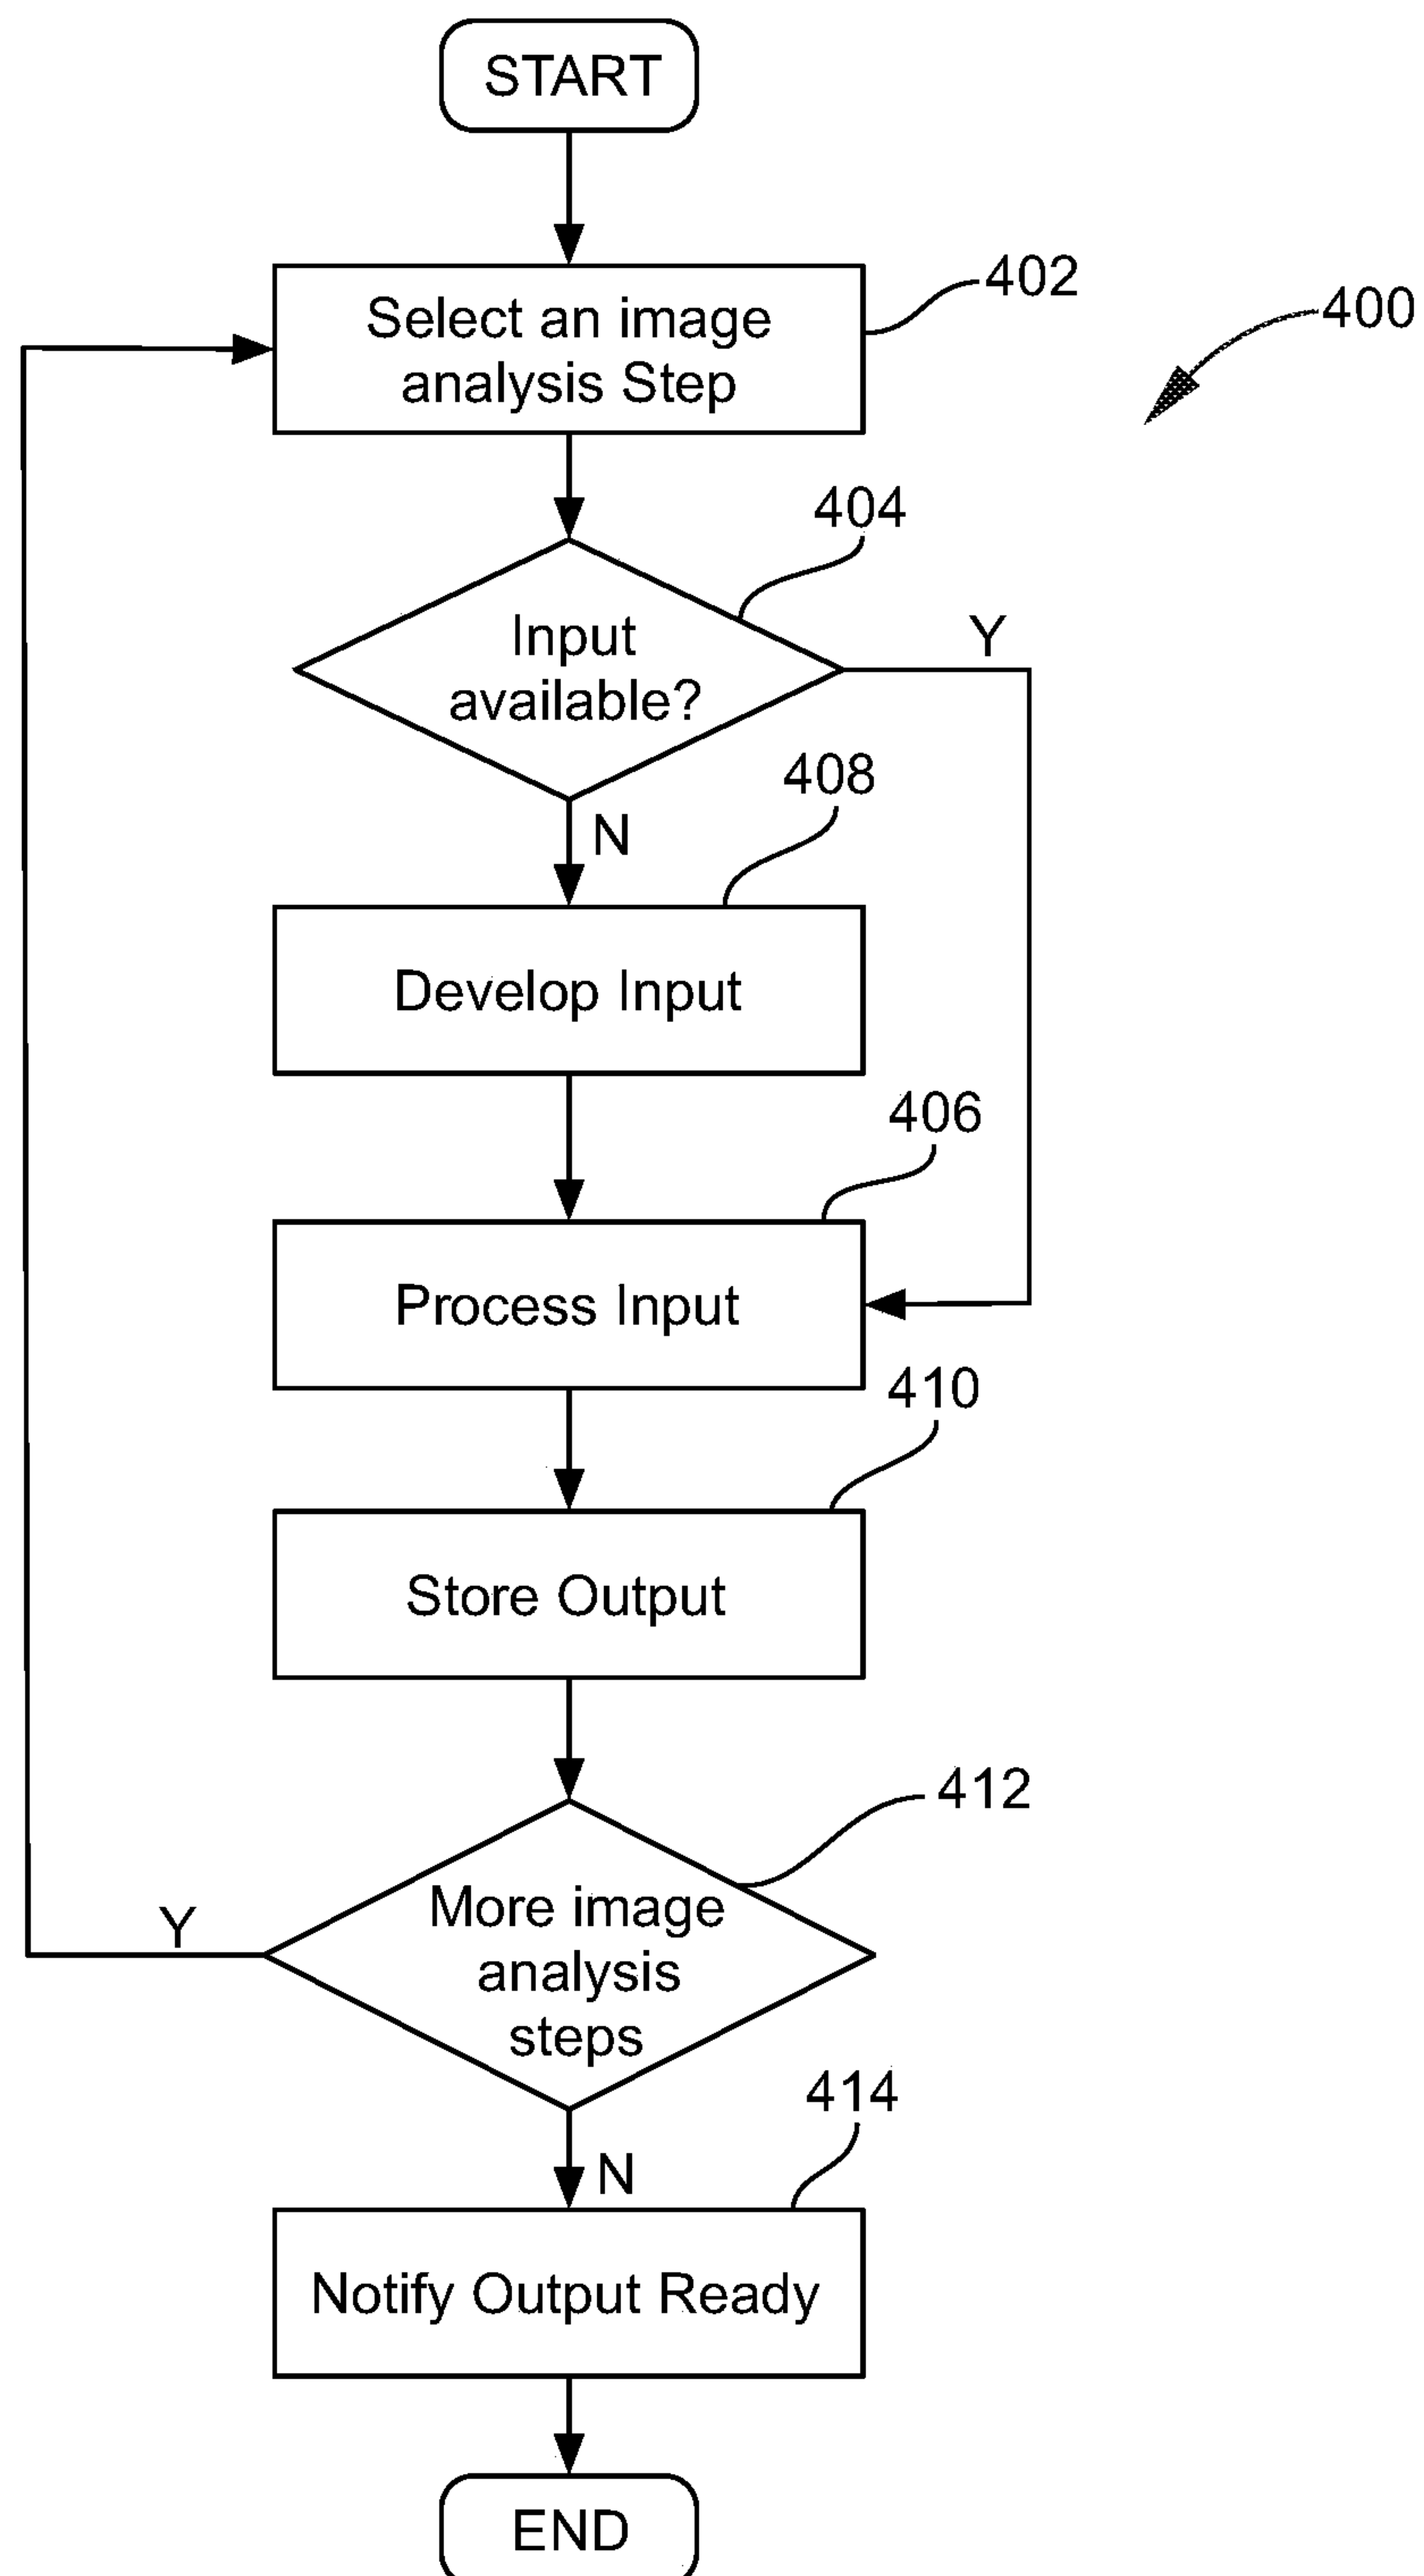 START
402
400
Select an image
analysis Step
404
Input
available?
Y
N
408
Develop Input
406
Process Input
410
Store Output
412
More image
analysis
steps
Y
N
414
Notify Output Ready
END